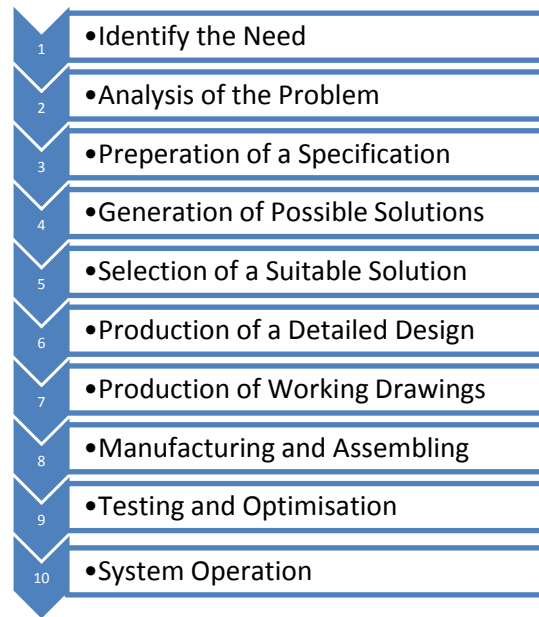 1 •Identify the Need
2 •Analysis of the Problem
3 •Preperation of a Specification
4 •Generation of Possible Solutions
5 •Selection of a Suitable Solution
6 •Production of a Detailed Design
7 •Production of Working Drawings
8 •Manufacturing and Assembling
9 •Testing and Optimisation
10 •System Operation